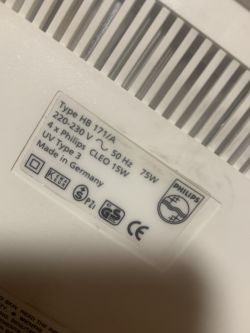 Type HB 171/A
220-230 V ~ 50 Hz 75W
4 x Philips CLEO 15W
UV Type 3
Made in Germany
PHILIPS
GS
CE